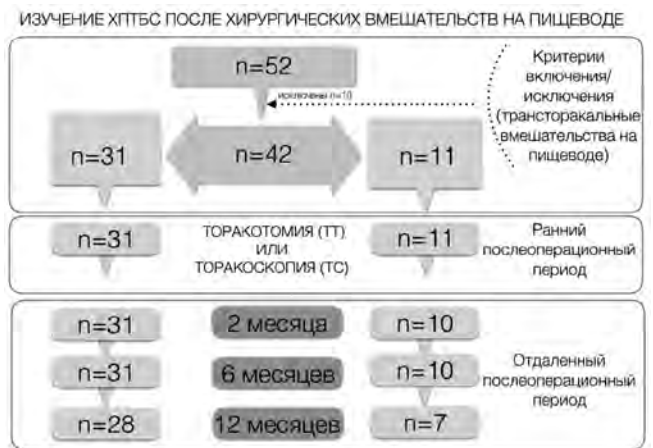 ИЗУЧЕНИЕ ХПТБС ПОСЛЕ ХИРУРГИЧЕСКИХ ВМЕШАТЕЛЬСТВ НА ПИЩЕВОДЕ
n=52
исключены n=10
Критерии
включения/
исключения
(трансторакальные
вмешательства на
пищеводе)
n=31
n=42
n=11
n=31
ТОРАКОТОМИЯ (ТТ)
ИЛИ
ТОРАКОСКОПИЯ (ТС)
n=11
Ранний
послеоперационный
период
n=31
2 месяца
n=10
n=31
6 месяцев
n=10
n=28
12 месяцев
n=7
Отдаленный
послеоперационный
период